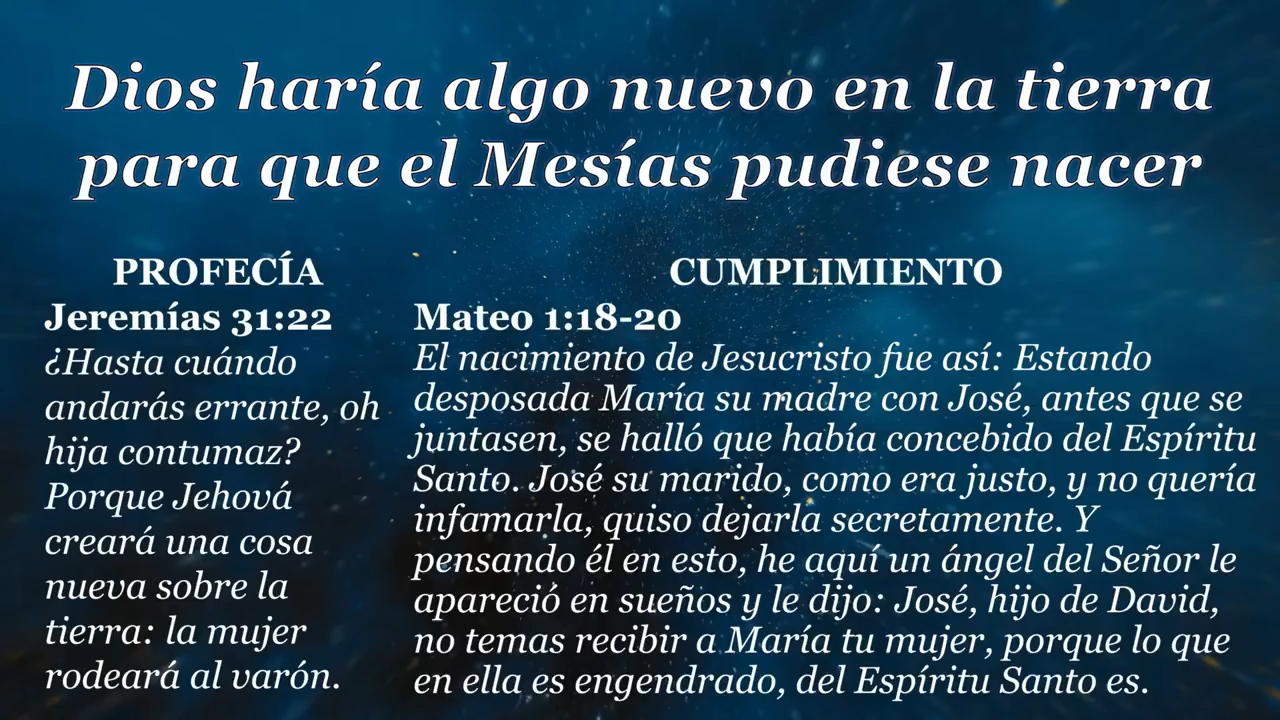 Dios haría algo nuevo en la tierra
para que el Mesías pudiese nacer
PROFECÍA
Jeremías 31:22
¿Hasta cuándo
andarás errante, oh
hija contumaz?
Porque Jehová
creará una cosa
nueva sobre la
tierra: la mujer
rodeará al varón.
CUMPLIMIENTO
Mateo 1:18-20
El nacimiento de Jesucristo fue así: Estando
desposada María su madre con José, antes que se
juntasen, se halló que había concebido del Espíritu
Santo. José su marido, como era justo, y no quería
infamarla, quiso dejarla secretamente. Y
pensando él en esto, he aquí un ángel del Señor le
apareció en sueños y le dijo: José, hijo de David,
no temas recibir a María tu mujer, porque lo que
en ella es engendrado, del Espíritu Santo es.